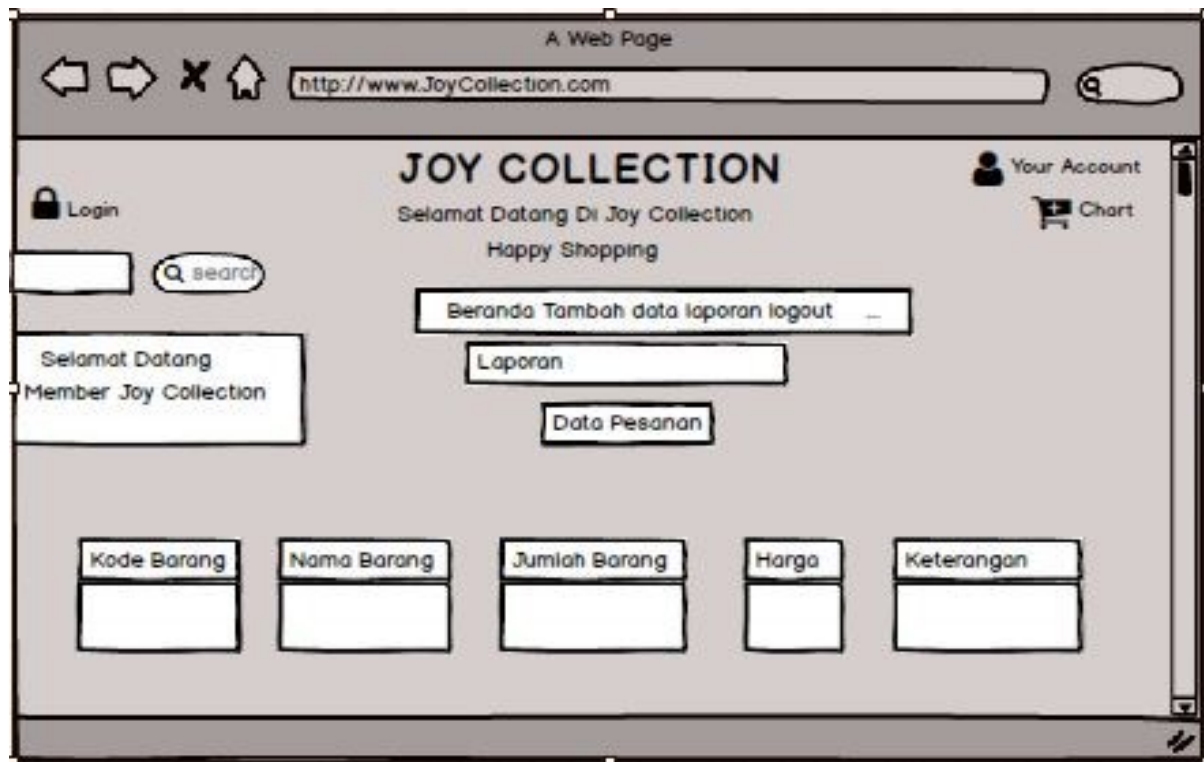 A Web Page
http://www.JoyCollection.com
JOY COLLECTION
Your Account
Login
Selamat Datang Di Joy Collection
Chart
Happy Shopping
search
Beranda Tambah data laporan logout ...
Selamat Datang
Member Joy Collection
Laporan
Data Pesanan
Kode Barang
Nama Barang
Jumlah Barang
Harga
Keterangan